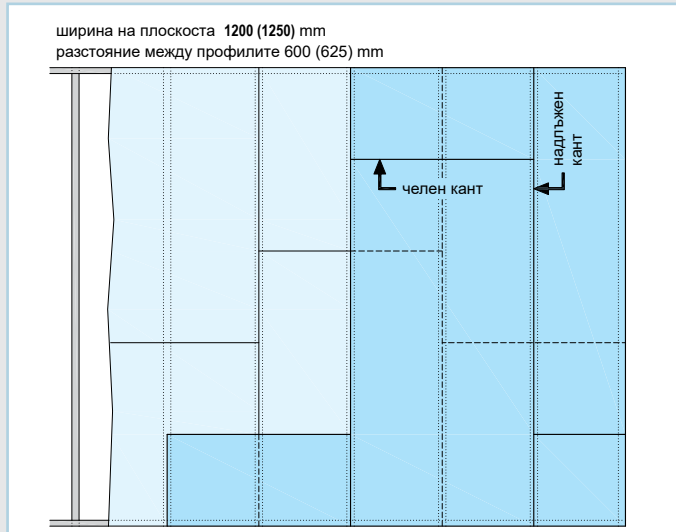 ширина на плоскоста 1200 (1250) mm
разстояние между профилите 600 (625) mm
надлъжен
кант
челен кант